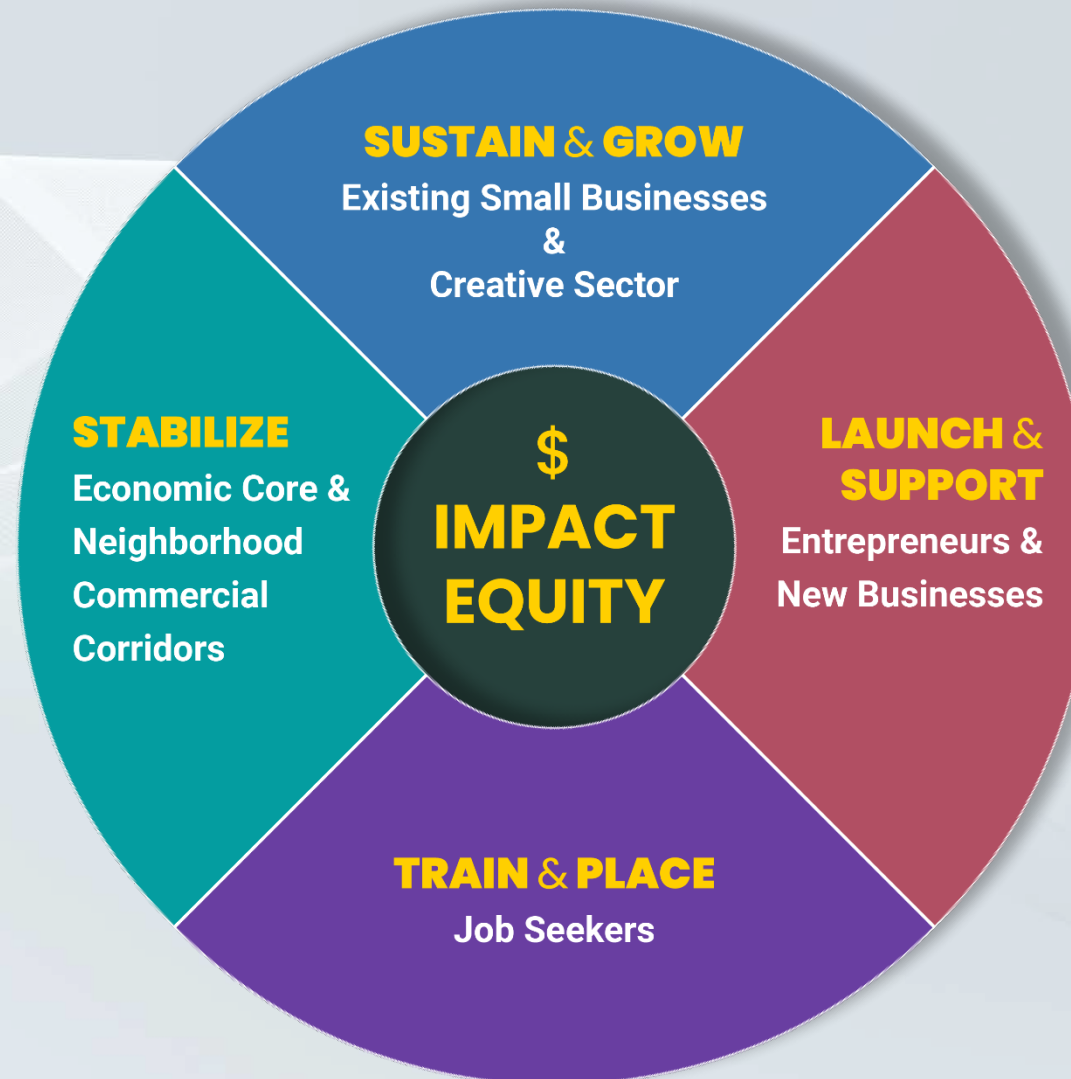 SUSTAIN & GROW
Existing Small Businesses
&
Creative Sector
STABILIZE
Economic Core &
Neighborhood
Commercial
Corridors
$
IMPACT
EQUITY
LAUNCH &
SUPPORT
Entrepreneurs &
New Businesses
TRAIN & PLACE
Job Seekers